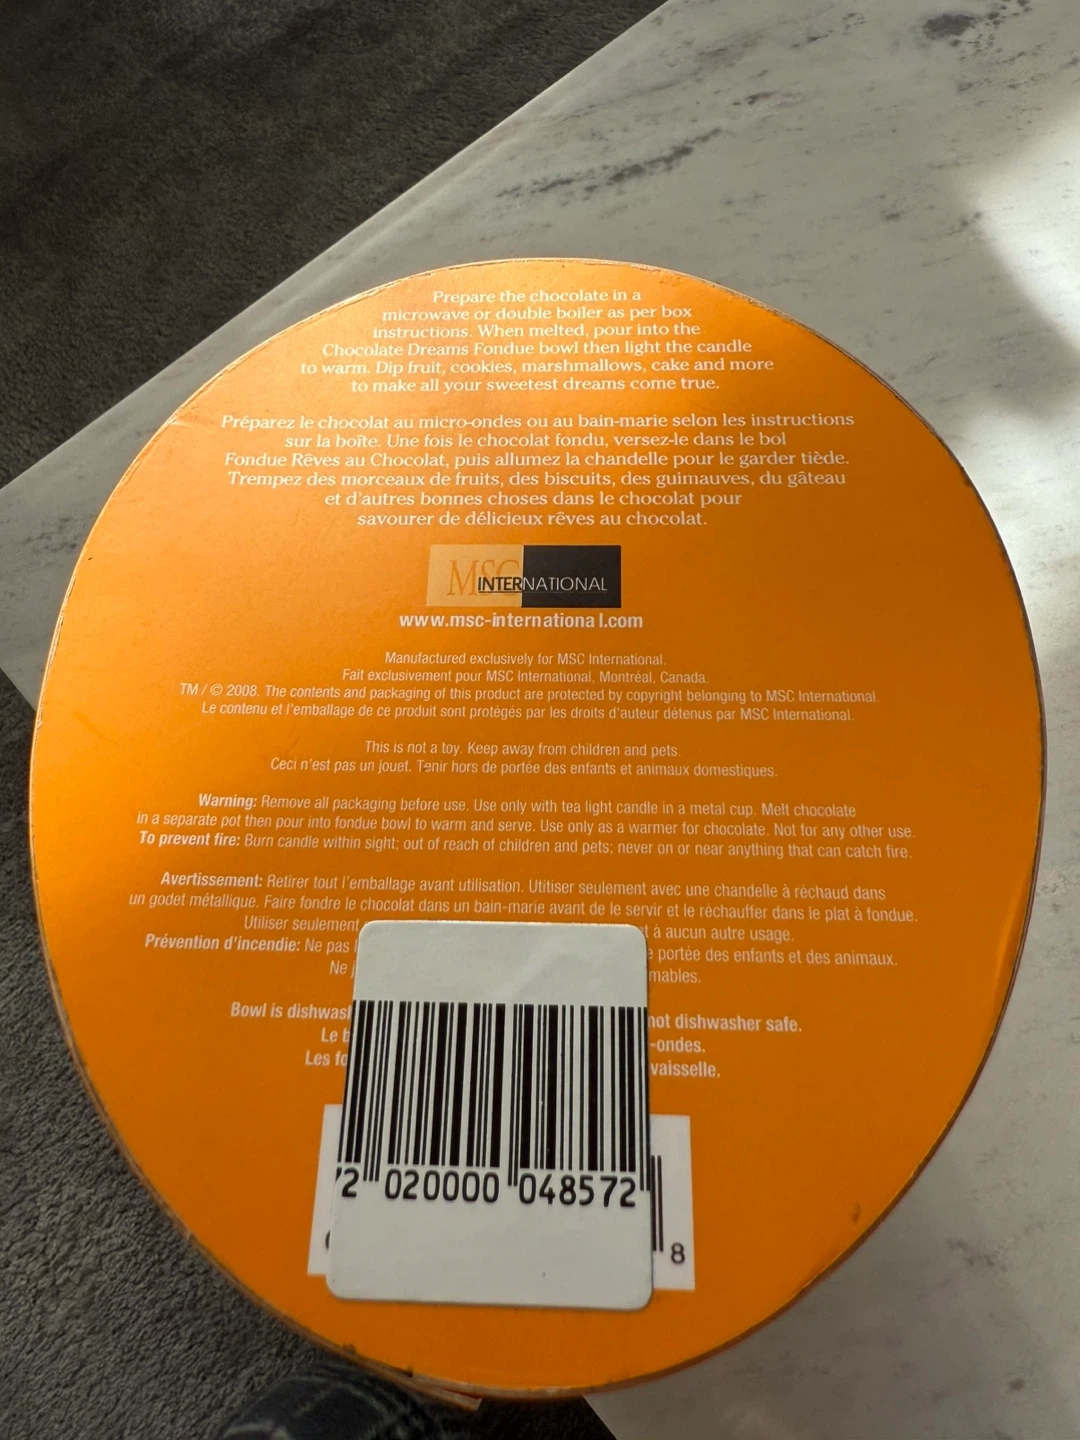 Prepare the chocolate in a
microwave or double boiler as per box
instructions. When melted, pour into the
Chocolate Dreams Fondue bowl then light the candle
to warm. Dip fruit, cookies, marshmallows, cake and more
to make all your sweetest dreams come true.
Préparez le chocolat au micro-ondes ou au bain-marie selon les instructions
sur la boîte. Une fois le chocolat fondu, versez-le dans le bol
Fondue Rêves au Chocolat, puis allumez la chandelle pour le garder tiède.
Trempez des morceaux de fruits, des biscuits, des guimauves, du gâteau
et d'autres bonnes choses dans le chocolat pour
savourer de délicieux rêves au chocolat.
MSC INTERNATIONAL
www.msc-international.com
Manufactured exclusively for MSC International.
Fait exclusivement pour MSC International, Montréal, Canada.
TM / © 2008. The contents and packaging of this product are protected by copyright belonging to MSC International.
Le contenu et l'emballage de ce produit sont protégés par les droits d'auteur détenus par MSC International.
This is not a toy. Keep away from children and pets.
Ceci n'est pas un jouet. Tenir hors de portée des enfants et animaux domestiques.
Warning: Remove all packaging before use. Use only with tea light candle in a metal cup. Melt chocolate
in a separate pot then pour into fondue bowl to warm and serve. Use only as a warmer for chocolate. Not for any other use.
To prevent fire: Burn candle within sight; out of reach of children and pets; never on or near anything that can catch fire.
Avertissement: Retirer tout l'emballage avant utilisation. Utiliser seulement avec une chandelle à réchaud dans
un godet métallique. Faire fondre le chocolat dans un bain-marie avant de le servir et le réchauffer dans le plat à fondue.
Utiliser seulement à aucun autre usage.
Prévention d'incendie: Ne pas portée des enfants et des animaux.
Ne
Bowl is not dishwasher safe.
Le
Les vaisselle.
2 020000 048572
8